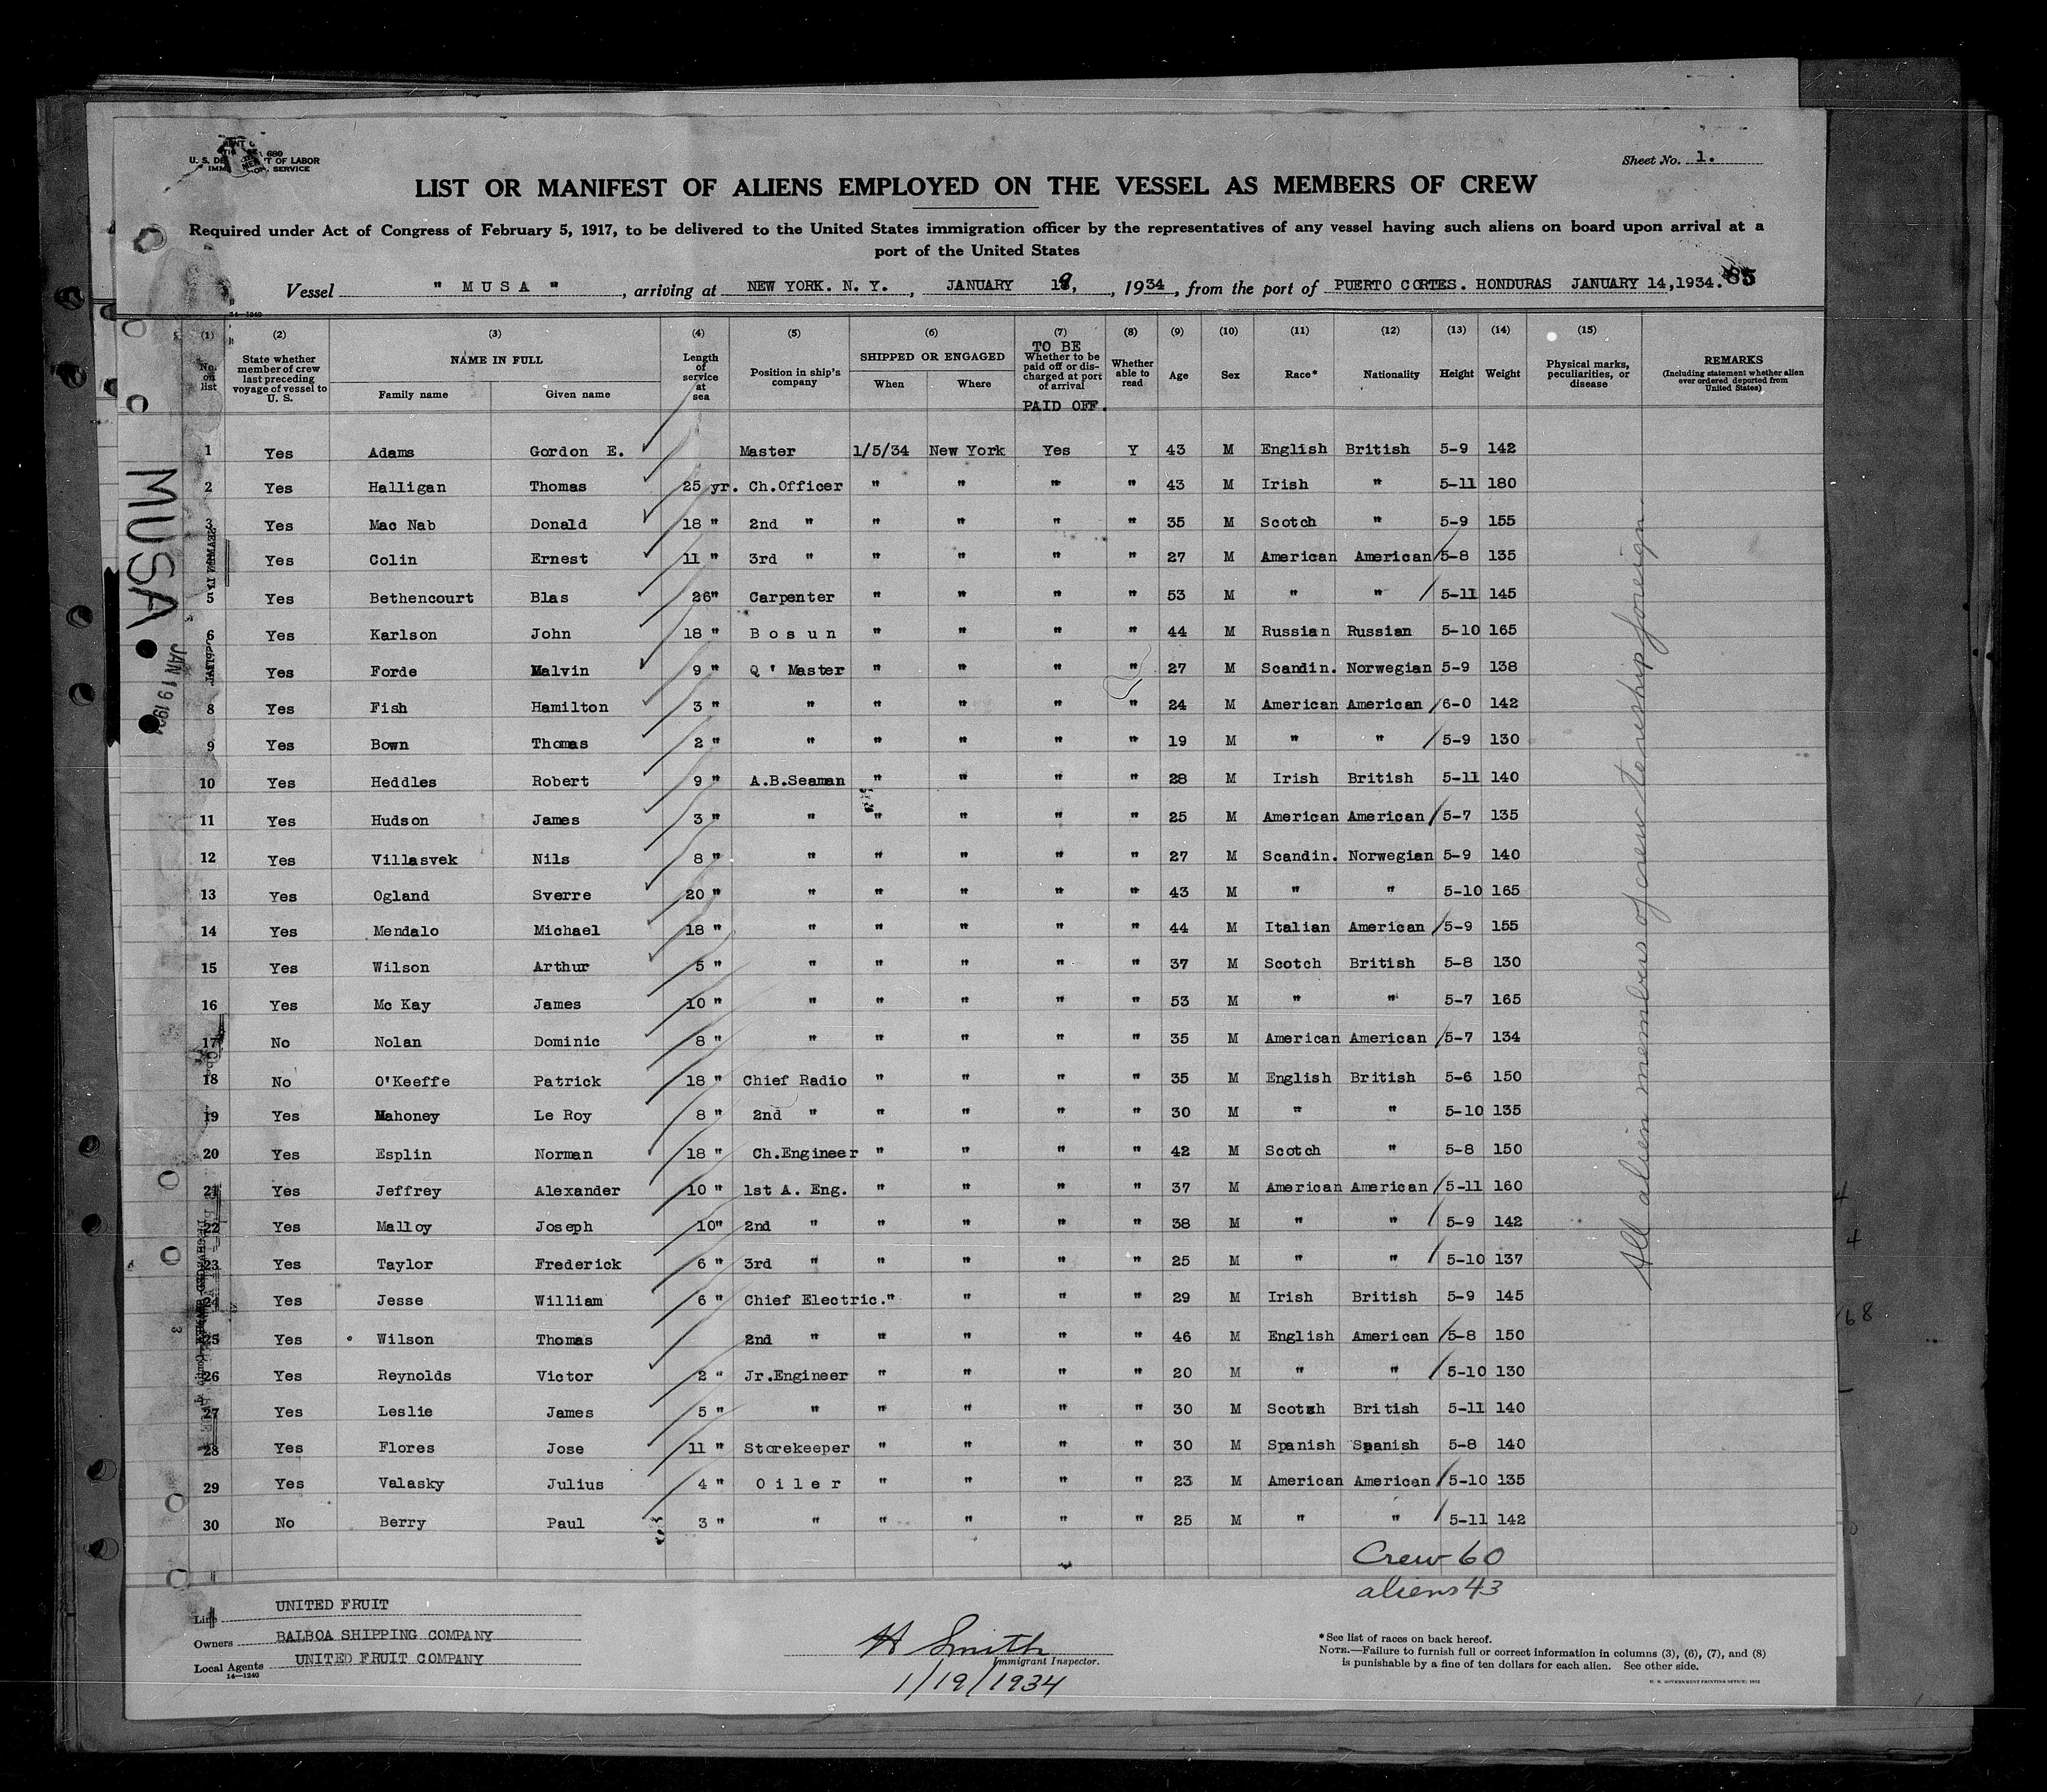 Sheet No. 1.
U. S. DE T OF LABOR
IMM SERVICE
LIST OR MANIFEST OF ALIENS EMPLOYED ON THE VESSEL AS MEMBERS OF CREW
Required under Act of Congress of February 5, 1917, to be delivered to the United States immigration officer by the representatives of any vessel having such aliens on board upon arrival at a
port of the United States
Vessel " MUSA " , arriving at NEW YORK. N. Y. , JANUARY 19, , 1934 , from the port of PUERTO CORTES. HONDURAS JANUARY 14,1934. 85
14—1240
(1) (2) (3) (4) (5) (6) (7) (8) (9) (10) (11) (12) (13) (14) (15)
No. on list State whether member of crew last preceding voyage of vessel to U. S. NAME IN FULL Family name Given name Length of service at sea Position in ship's company SHIPPED OR ENGAGED When Where TO BE Whether to be paid off or discharged at port of arrival PAID OFF. Whether able to read Age Sex Race* Nationality Height Weight Physical marks, peculiarities, or disease REMARKS (Including statement whether alien ever ordered deported from United States)
1 Yes Adams Gordon E. Master 1/5/34 New York Yes Y 43 M English British 5-9 142
2 Yes Halligan Thomas 25 yr. Ch.Officer " " " " 43 M Irish " 5-11 180
3 Yes Mac Nab Donald 18 " 2nd " " " " " 35 M Scotch " 5-9 155
Yes Colin Ernest 11 " 3rd " " " " " 27 M American American 5-8 135
5 Yes Bethencourt Blas 26" Carpenter " " " " 53 M " " 5-11 145
6 Yes Karlson John 18 " Bosun " " " " 44 M Russian Russian 5-10 165
Yes Forde Malvin 9 " Q ' Master " " " " 27 M Scandin. Norwegian 5-9 138
8 Yes Fish Hamilton 3 " " " " " " 24 M American American 6-0 142
9 Yes Bown Thomas 2 " " " " " " 19 M " " 5-9 130
10 Yes Heddles Robert 9 " A.B.Seaman " " " " 28 M Irish British 5-11 140
11 Yes Hudson James 3 " " " " " " 25 M American American 5-7 135
12 Yes Villasvek Nils 8 " " " " " " 27 M Scandin. Norwegian 5-9 140
13 Yes Ogland Sverre 20 " " " " " " 43 M " " 5-10 165
14 Yes Mendalo Michael 18 " " " " " " 44 M Italian American 5-9 155
15 Yes Wilson Arthur 5 " " " " " " 37 M Scotch British 5-8 130
16 Yes Mc Kay James 10 " " " " " " 53 M " " 5-7 165
17 No Nolan Dominic 8 " " " " " " 35 M American American 5-7 134
18 No O'Keeffe Patrick 18 " Chief Radio " " " " 35 M English British 5-6 150
19 Yes Mahoney Le Roy 8 " 2nd " " " " " 30 M " " 5-10 135
20 Yes Esplin Norman 18 " Ch.Engineer " " " " 42 M Scotch " 5-8 150
21 Yes Jeffrey Alexander 10 " 1st A. Eng. " " " " 37 M American American 5-11 160
22 Yes Malloy Joseph 10" 2nd " " " " " 38 M " " 5-9 142
23 Yes Taylor Frederick 6 " 3rd " " " " " 25 M " " 5-10 137
24 Yes Jesse William 6 " Chief Electric." " " " 29 M Irish British 5-9 145
25 Yes Wilson Thomas 2nd " " " " " 46 M English American 5-8 150
26 Yes Reynolds Victor 2 " Jr.Engineer " " " " 20 M " " 5-10 130
27 Yes Leslie James 5 " " " " " " 30 M Scotch British 5-11 140
28 Yes Flores Jose 11 " Storekeeper " " " " 30 M Spanish Spanish 5-8 140
29 Yes Valasky Julius 4 " Oiler " " " " 23 M American American 5-10 135
30 No Berry Paul 3 " " " " " " 25 M " " 5-11 142
All alien members of crew to reship foreign
MUSA
JAN 19 193
Crew 60
aliens 43
Line UNITED FRUIT
Owners BALBOA SHIPPING COMPANY
Local Agents UNITED FRUIT COMPANY
14—1240
H Smith
Immigrant Inspector.
1/19/1934
*See list of races on back hereof.
NOTE.—Failure to furnish full or correct information in columns (3), (6), (7), and (8)
is punishable by a fine of ten dollars for each alien. See other side.
U. S. GOVERNMENT PRINTING OFFICE: 1932